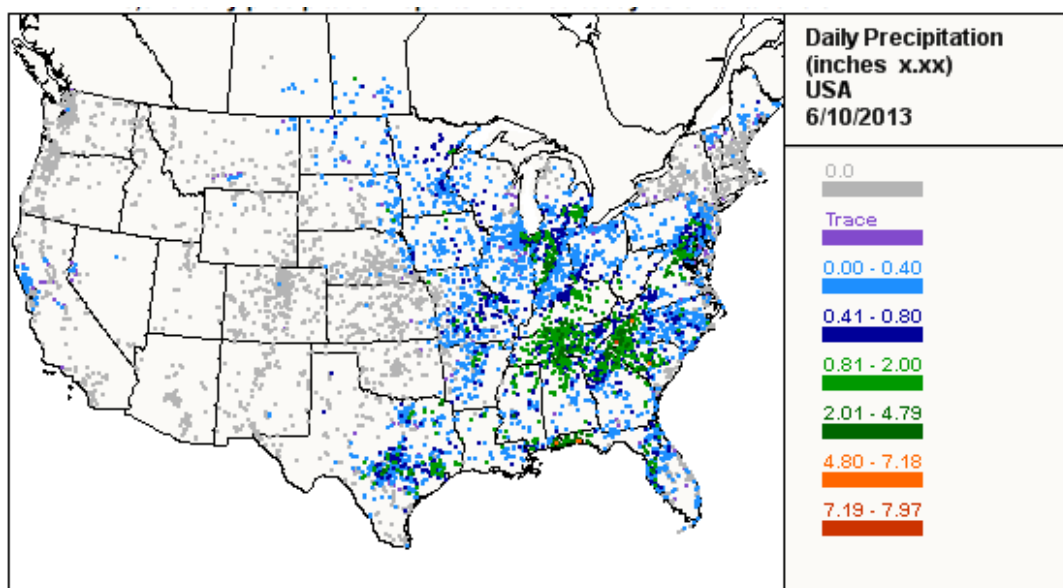 Daily Precipitation
(inches x.xx)
USA
6/10/2013
0.0
Trace
0.00 - 0.40
0.41 - 0.80
0.81 - 2.00
2.01 - 4.79
4.80 - 7.18
7.19 - 7.97